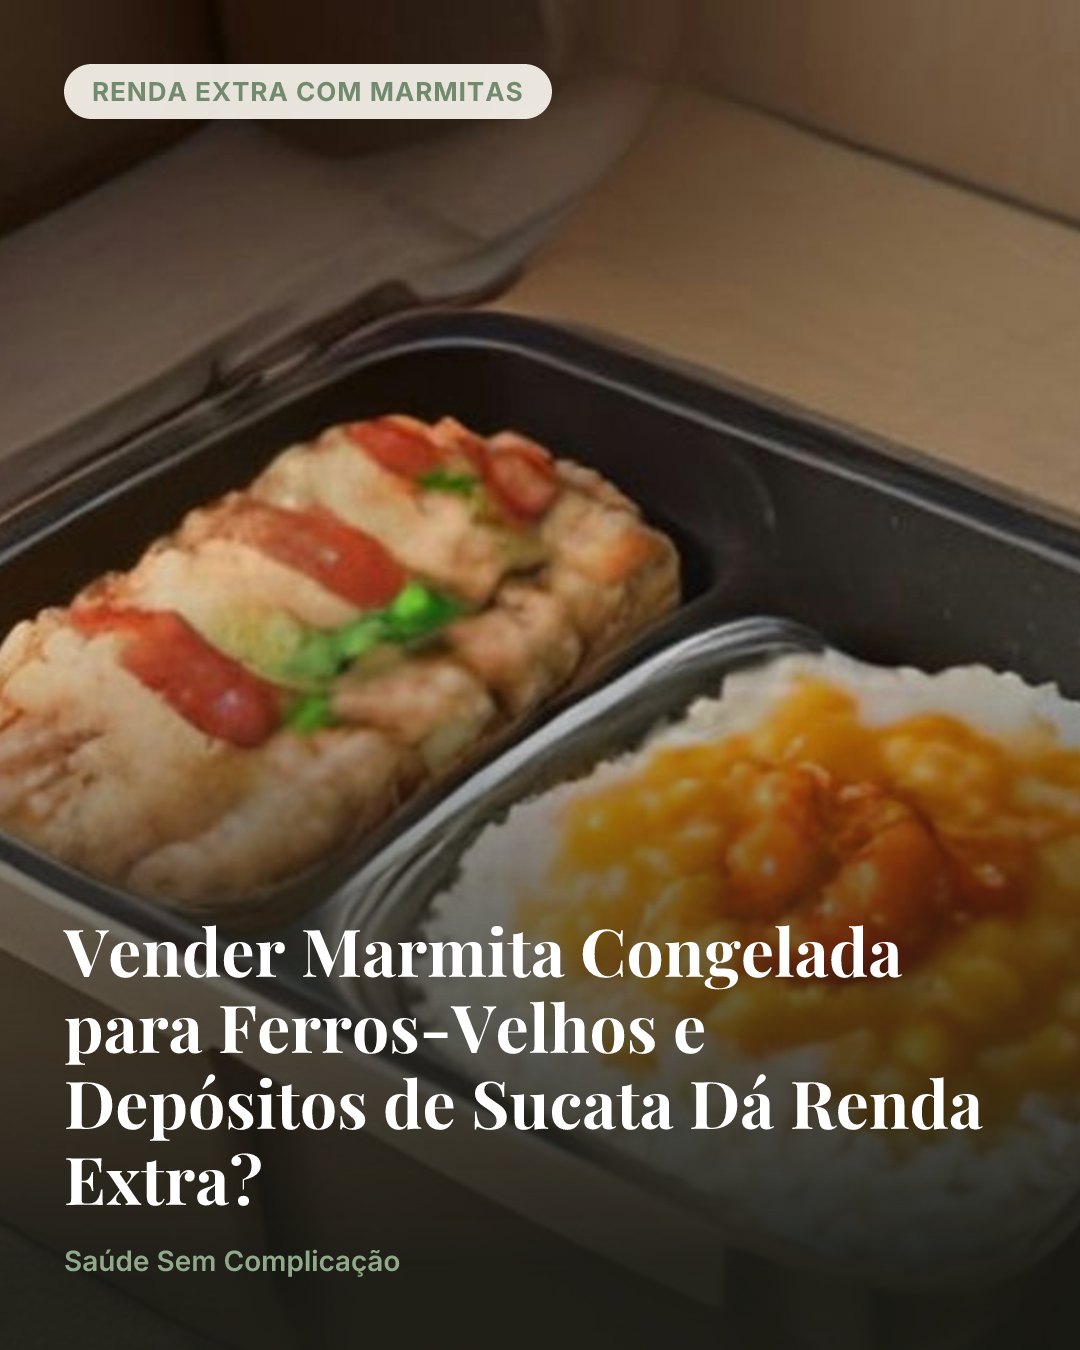 RENDA EXTRA COM MARMITAS
Vender Marmita Congelada
para Ferros-Velhos e
Depósitos de Sucata Dá Renda
Extra?
Saúde Sem Complicação